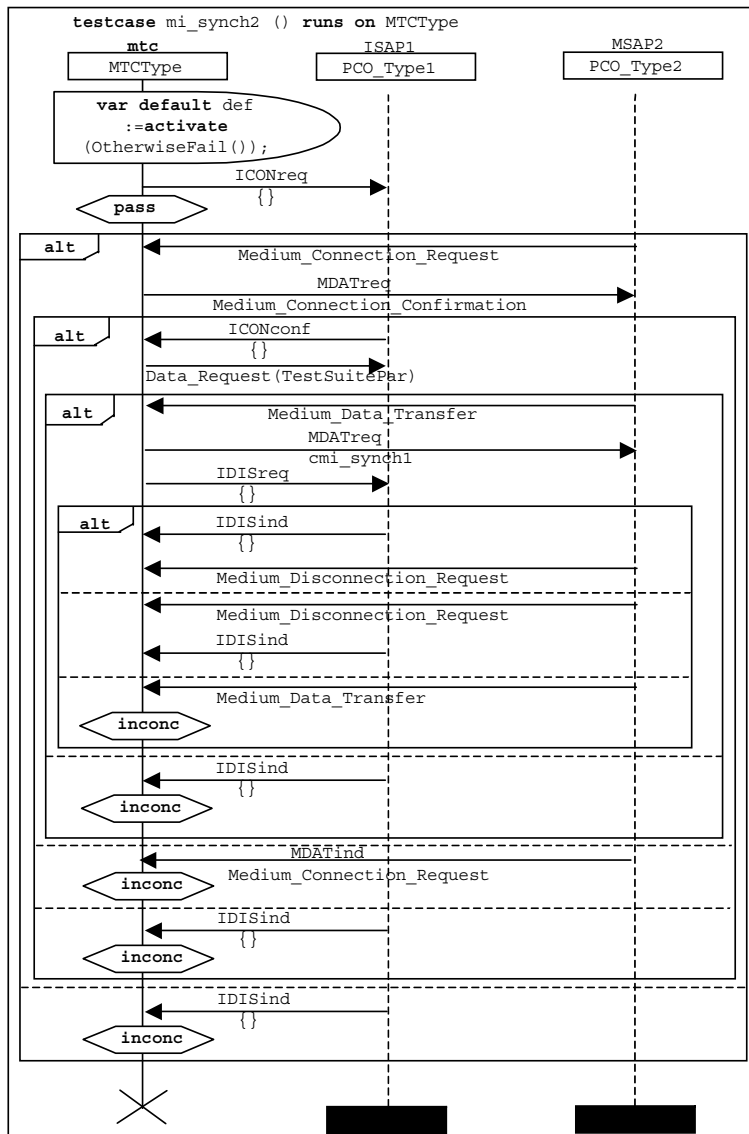 testcase mi_synch2 () runs on MTCType
mtc ISAP1 MSAP2
MTCType PCO_Type1 PCO_Type2
var default def
:=activate
(OtherwiseFail());
ICONreq
{}
pass
alt
Medium_Connection_Request
MDATreq
Medium_Connection_Confirmation
alt
ICONconf
{}
Data_Request(TestSuitePar)
alt
Medium_Data_Transfer
MDATreq
cmi_synch1
IDISreq
{}
alt
IDISind
{}
Medium_Disconnection_Request
Medium_Disconnection_Request
IDISind
{}
Medium_Data_Transfer
inconc
IDISind
{}
inconc
MDATind
Medium_Connection_Request
inconc
IDISind
{}
inconc
IDISind
{}
inconc